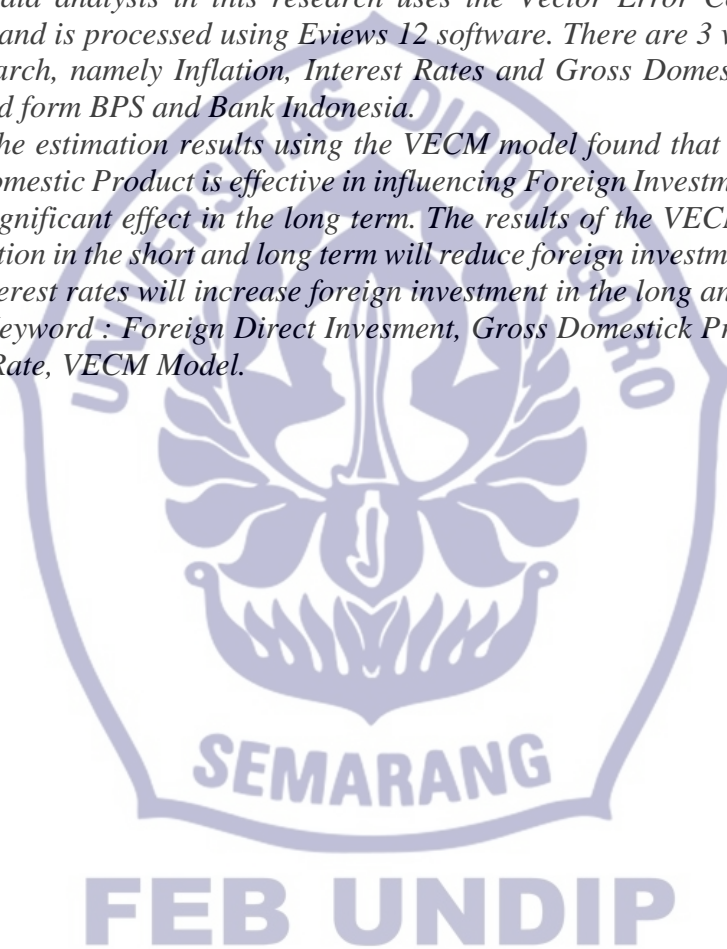 data analysis in this research uses the Vector Error Co
and is processed using Eviews 12 software. There are 3 v
arch, namely Inflation, Interest Rates and Gross Domes
d form BPS and Bank Indonesia.
he estimation results using the VECM model found that
omestic Product is effective in influencing Foreign Investm
gnificant effect in the long term. The results of the VEC
tion in the short and long term will reduce foreign investm
erest rates will increase foreign investment in the long an
eyword : Foreign Direct Invesment, Gross Domestick Pr
Rate, VECM Model.
UNIVERSITAS DIPONEGORO
SEMARANG
FEB UNDIP